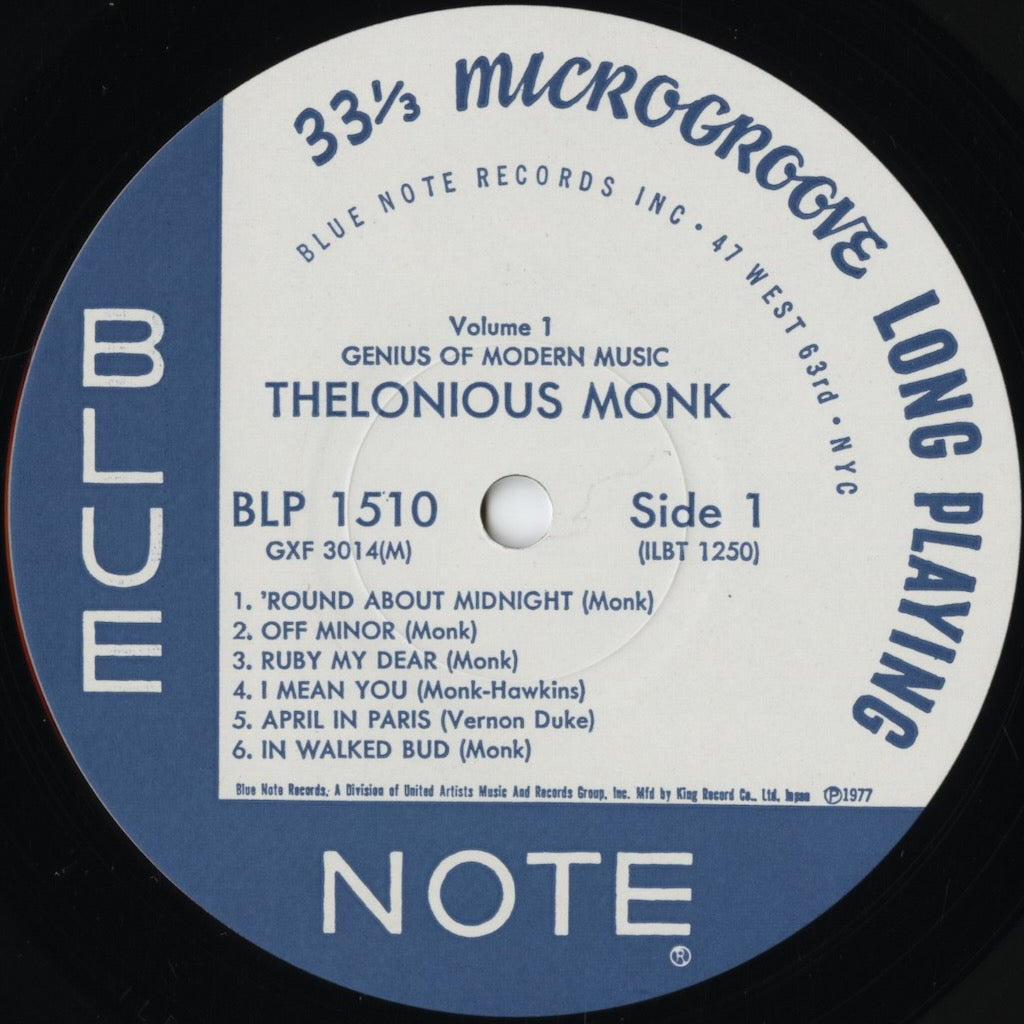 33⅓ MICROGROOVE LONG PLAYING
BLUE NOTE RECORDS INC · 47 WEST 63rd · NYC
Volume 1
GENIUS OF MODERN MUSIC
THELONIOUS MONK
BLP 1510 Side 1
GXF 3014(M) (ILBT 1250)
1. 'ROUND ABOUT MIDNIGHT (Monk)
2. OFF MINOR (Monk)
3. RUBY MY DEAR (Monk)
4. I MEAN YOU (Monk-Hawkins)
5. APRIL IN PARIS (Vernon Duke)
6. IN WALKED BUD (Monk)
Blue Note Records, A Division of United Artists Music And Records Group, Inc. Mfd by King Record Co., Ltd, Japan Ⓟ1977
BLUE
NOTE
®